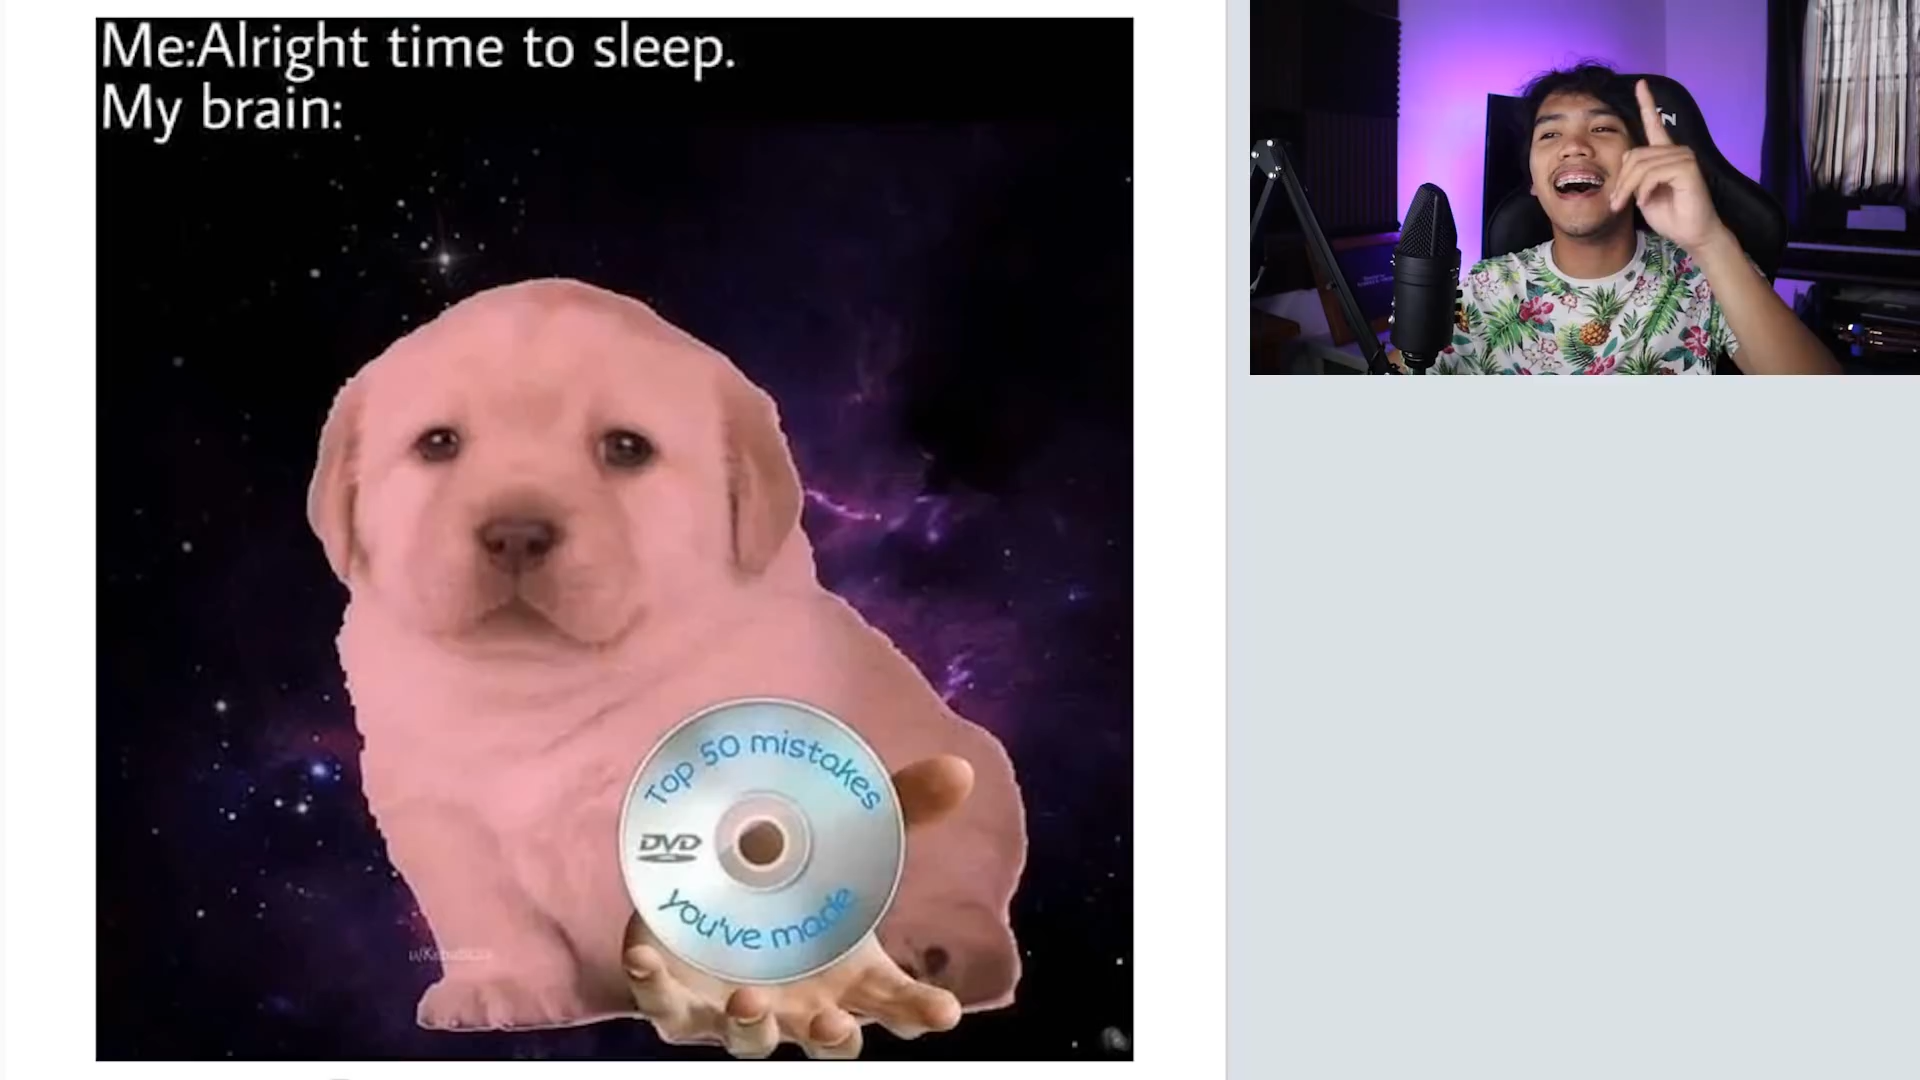 Me:Alright time to sleep.
My brain:
Top 50 mistakes
DVD
you've made